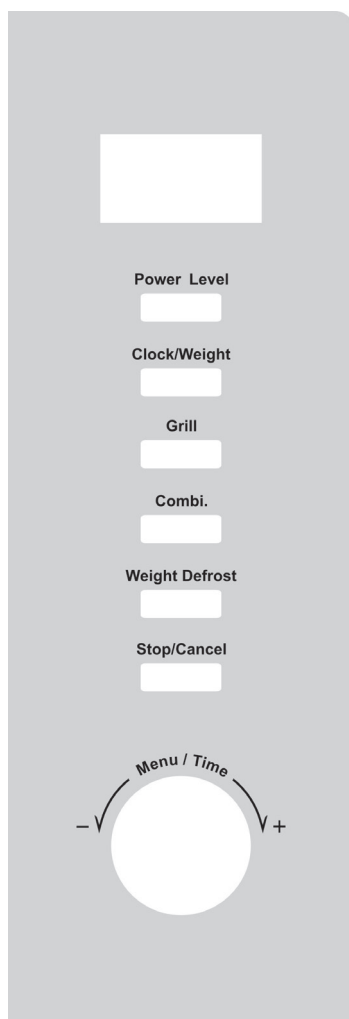 Power Level
Clock/Weight
Grill
Combi.
Weight Defrost
Stop/Cancel
Menu / Time
- +